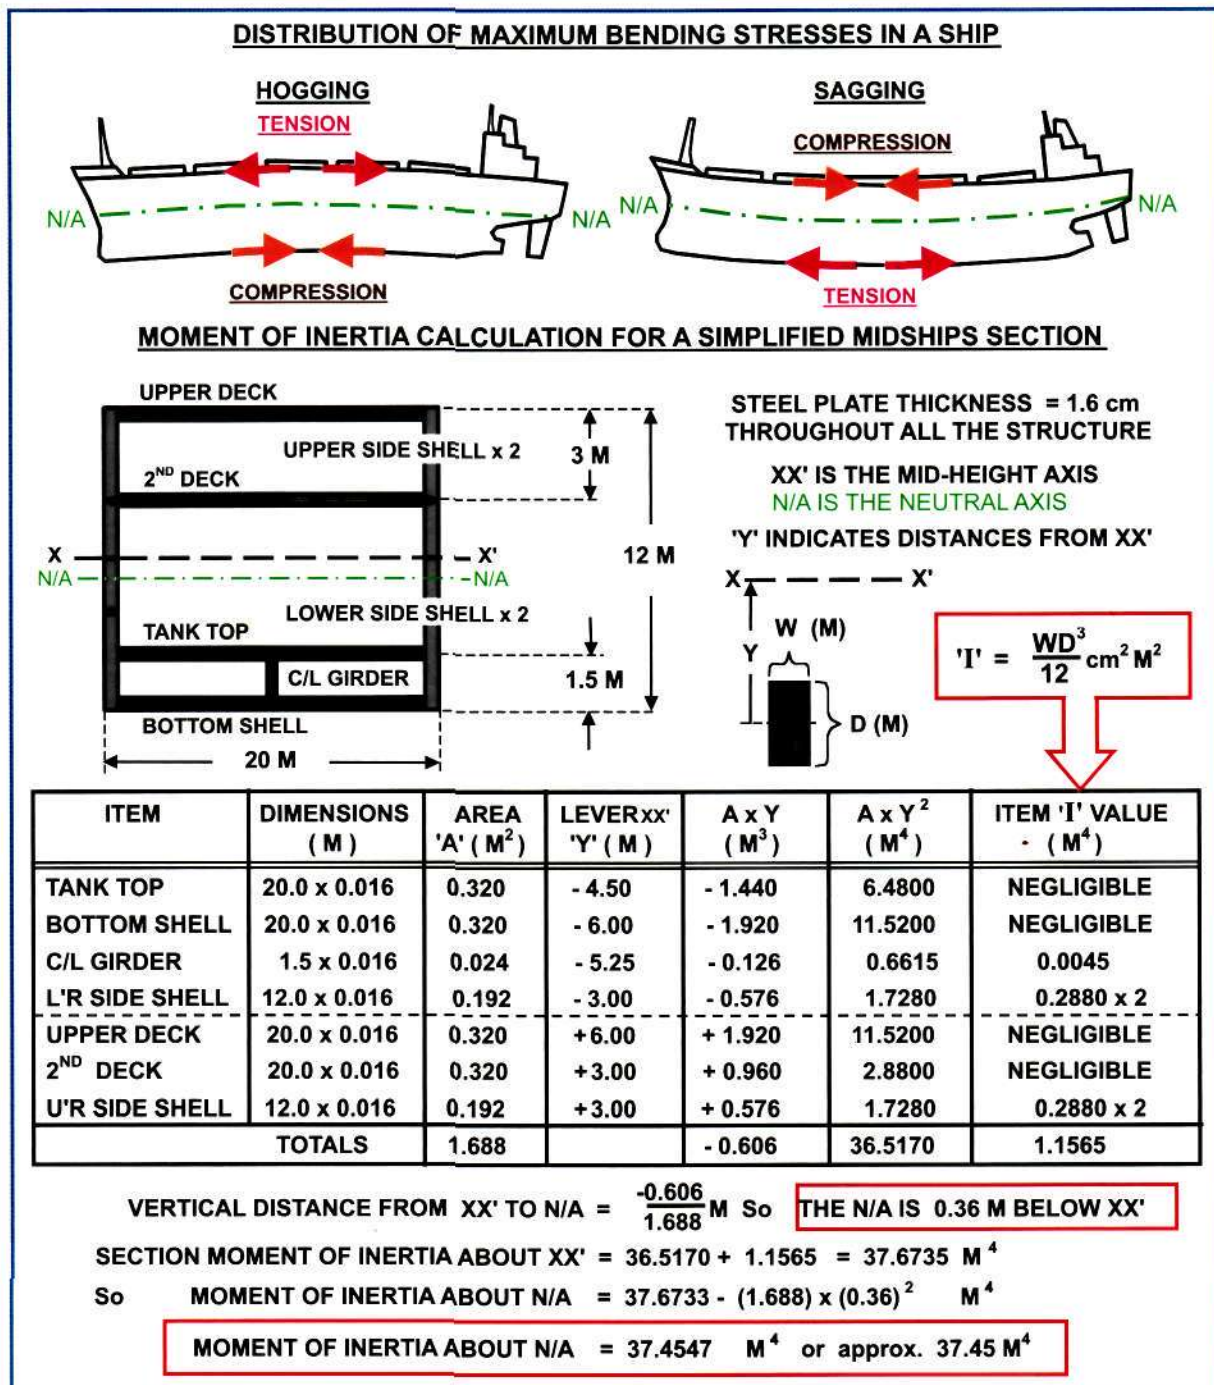 DISTRIBUTION OF MAXIMUM BENDING STRESSES IN A SHIP
HOGGING
TENSION
N/A
N/A
COMPRESSION
SAGGING
COMPRESSION
N/A
N/A
TENSION
MOMENT OF INERTIA CALCULATION FOR A SIMPLIFIED MIDSHIPS SECTION
UPPER DECK
UPPER SIDE SHELL x 2
3 M
2ND DECK
X
X'
12 M
N/A
N/A
LOWER SIDE SHELL x 2
TANK TOP
C/L GIRDER
1.5 M
BOTTOM SHELL
20 M
STEEL PLATE THICKNESS = 1.6 cm
THROUGHOUT ALL THE STRUCTURE
XX' IS THE MID-HEIGHT AXIS
N/A IS THE NEUTRAL AXIS
'Y' INDICATES DISTANCES FROM XX'
X X'
W (M)
Y
D (M)
'I' = WD³/12 cm² M²
ITEM DIMENSIONS (M) AREA 'A' (M²) LEVER XX' 'Y' (M) A x Y (M³) A x Y² (M⁴) ITEM 'I' VALUE (M⁴)
TANK TOP 20.0 x 0.016 0.320 - 4.50 - 1.440 6.4800 NEGLIGIBLE
BOTTOM SHELL 20.0 x 0.016 0.320 - 6.00 - 1.920 11.5200 NEGLIGIBLE
C/L GIRDER 1.5 x 0.016 0.024 - 5.25 - 0.126 0.6615 0.0045
L'R SIDE SHELL 12.0 x 0.016 0.192 - 3.00 - 0.576 1.7280 0.2880 x 2
UPPER DECK 20.0 x 0.016 0.320 +6.00 + 1.920 11.5200 NEGLIGIBLE
2ND DECK 20.0 x 0.016 0.320 +3.00 + 0.960 2.8800 NEGLIGIBLE
U'R SIDE SHELL 12.0 x 0.016 0.192 +3.00 + 0.576 1.7280 0.2880 x 2
TOTALS 1.688 - 0.606 36.5170 1.1565
VERTICAL DISTANCE FROM XX' TO N/A = -0.606/1.688 M So THE N/A IS 0.36 M BELOW XX'
SECTION MOMENT OF INERTIA ABOUT XX' = 36.5170 + 1.1565 = 37.6735 M⁴
So MOMENT OF INERTIA ABOUT N/A = 37.6733 - (1.688) x (0.36)² M⁴
MOMENT OF INERTIA ABOUT N/A = 37.4547 M⁴ or approx. 37.45 M⁴